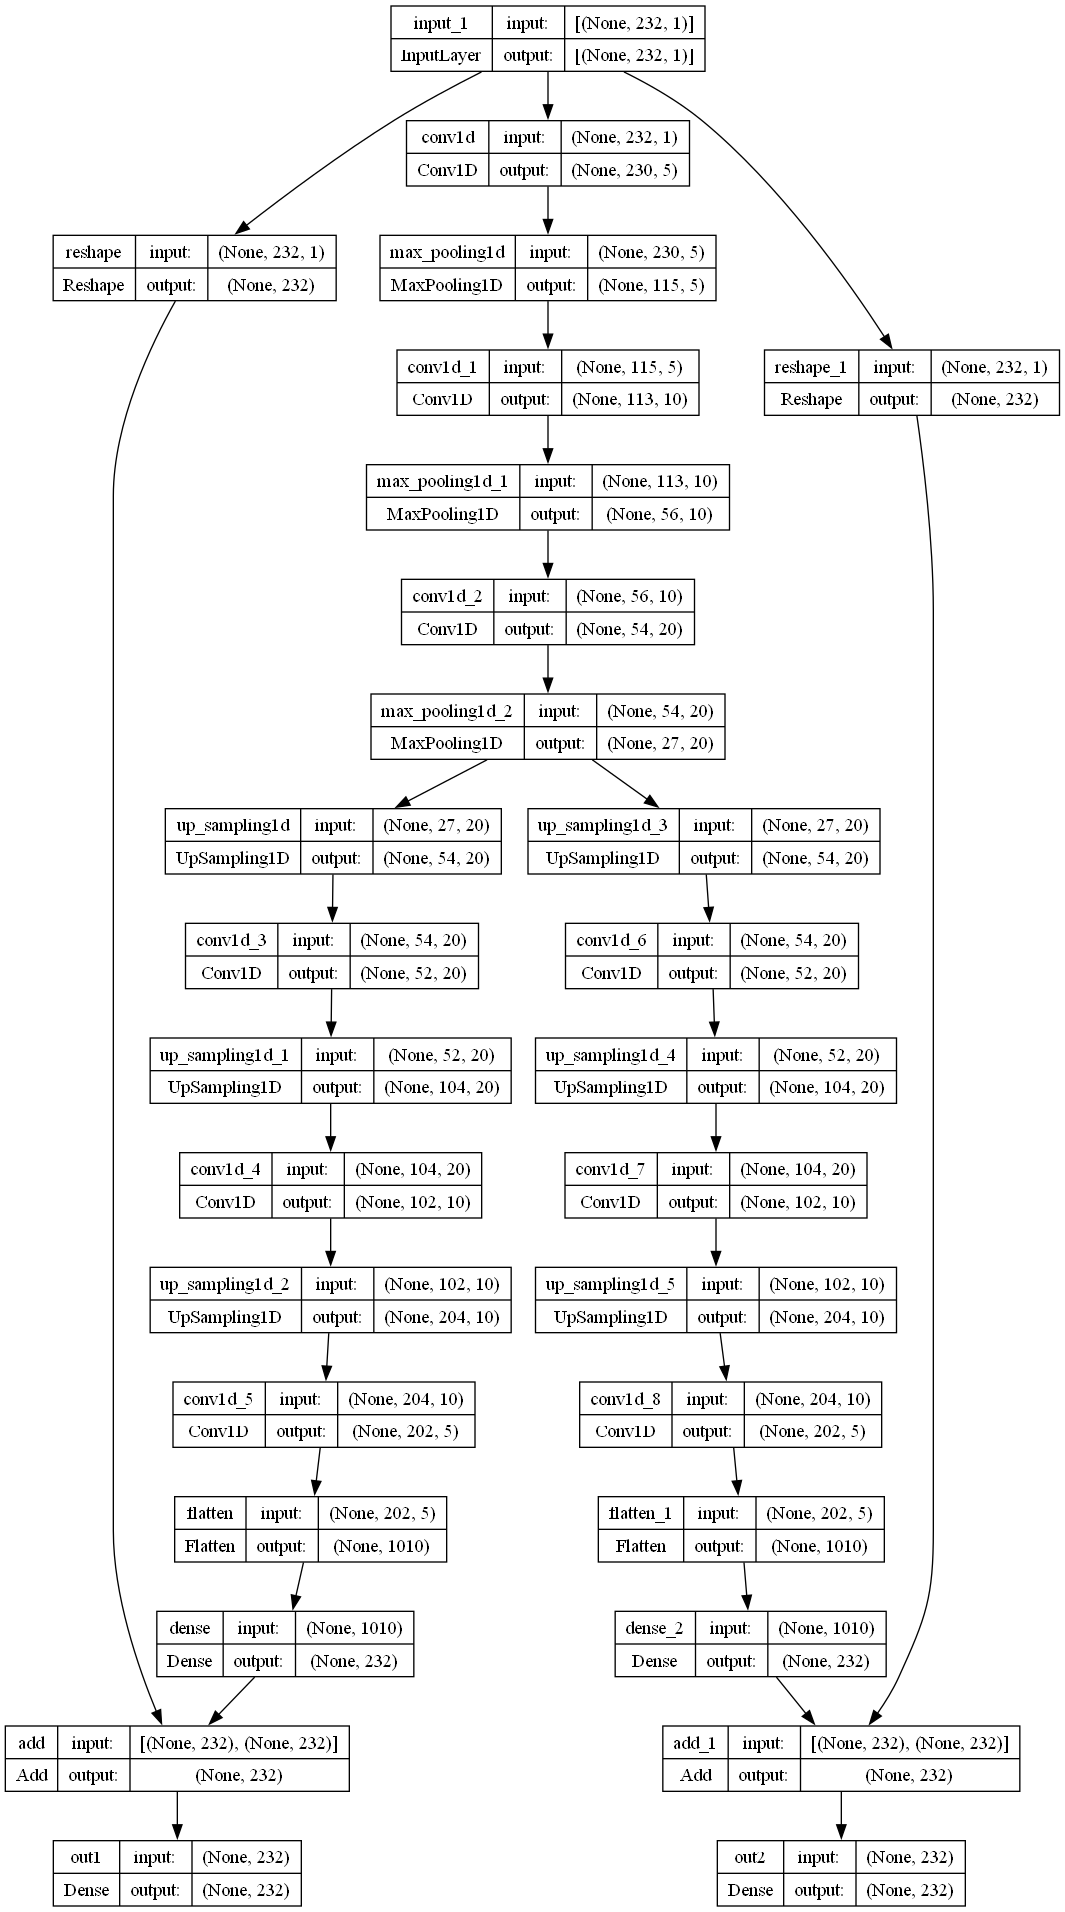 input_1 input: [(None, 232, 1)]
InputLayer output: [(None, 232, 1)]
conv1d input: (None, 232, 1)
Conv1D output: (None, 230, 5)
reshape input: (None, 232, 1)
Reshape output: (None, 232)
max_pooling1d input: (None, 230, 5)
MaxPooling1D output: (None, 115, 5)
conv1d_1 input: (None, 115, 5)
Conv1D output: (None, 113, 10)
reshape_1 input: (None, 232, 1)
Reshape output: (None, 232)
max_pooling1d_1 input: (None, 113, 10)
MaxPooling1D output: (None, 56, 10)
conv1d_2 input: (None, 56, 10)
Conv1D output: (None, 54, 20)
max_pooling1d_2 input: (None, 54, 20)
MaxPooling1D output: (None, 27, 20)
up_sampling1d input: (None, 27, 20)
UpSampling1D output: (None, 54, 20)
up_sampling1d_3 input: (None, 27, 20)
UpSampling1D output: (None, 54, 20)
conv1d_3 input: (None, 54, 20)
Conv1D output: (None, 52, 20)
conv1d_6 input: (None, 54, 20)
Conv1D output: (None, 52, 20)
up_sampling1d_1 input: (None, 52, 20)
UpSampling1D output: (None, 104, 20)
up_sampling1d_4 input: (None, 52, 20)
UpSampling1D output: (None, 104, 20)
conv1d_4 input: (None, 104, 20)
Conv1D output: (None, 102, 10)
conv1d_7 input: (None, 104, 20)
Conv1D output: (None, 102, 10)
up_sampling1d_2 input: (None, 102, 10)
UpSampling1D output: (None, 204, 10)
up_sampling1d_5 input: (None, 102, 10)
UpSampling1D output: (None, 204, 10)
conv1d_5 input: (None, 204, 10)
Conv1D output: (None, 202, 5)
conv1d_8 input: (None, 204, 10)
Conv1D output: (None, 202, 5)
flatten input: (None, 202, 5)
Flatten output: (None, 1010)
flatten_1 input: (None, 202, 5)
Flatten output: (None, 1010)
dense input: (None, 1010)
Dense output: (None, 232)
dense_2 input: (None, 1010)
Dense output: (None, 232)
add input: [(None, 232), (None, 232)]
Add output: (None, 232)
add_1 input: [(None, 232), (None, 232)]
Add output: (None, 232)
out1 input: (None, 232)
Dense output: (None, 232)
out2 input: (None, 232)
Dense output: (None, 232)